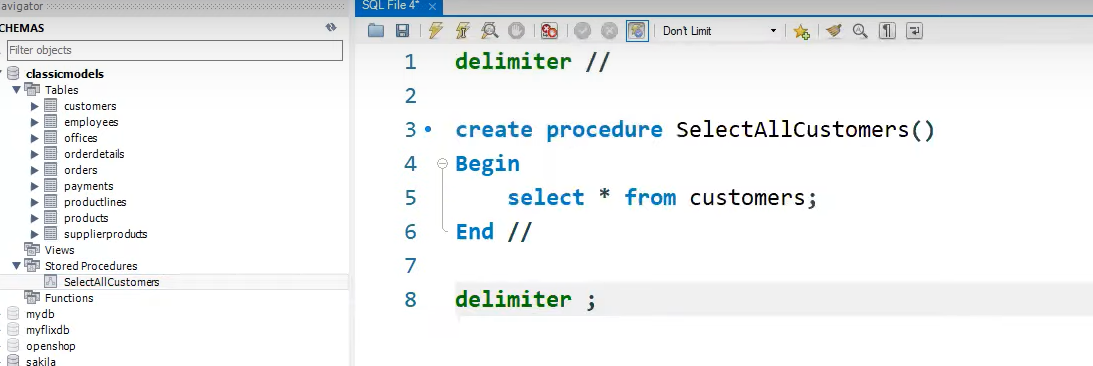 avigator
SCHEMAS
Filter objects
classicmodels
Tables
customers
employees
offices
orderdetails
orders
payments
productlines
products
supplierproducts
Views
Stored Procedures
SelectAllCustomers
Functions
mydb
myflixdb
openshop
sakila
SQL File 4*
Don't Limit
1 delimiter //
2
3 create procedure SelectAllCustomers()
4 Begin
5 select * from customers;
6 End //
7
8 delimiter ;